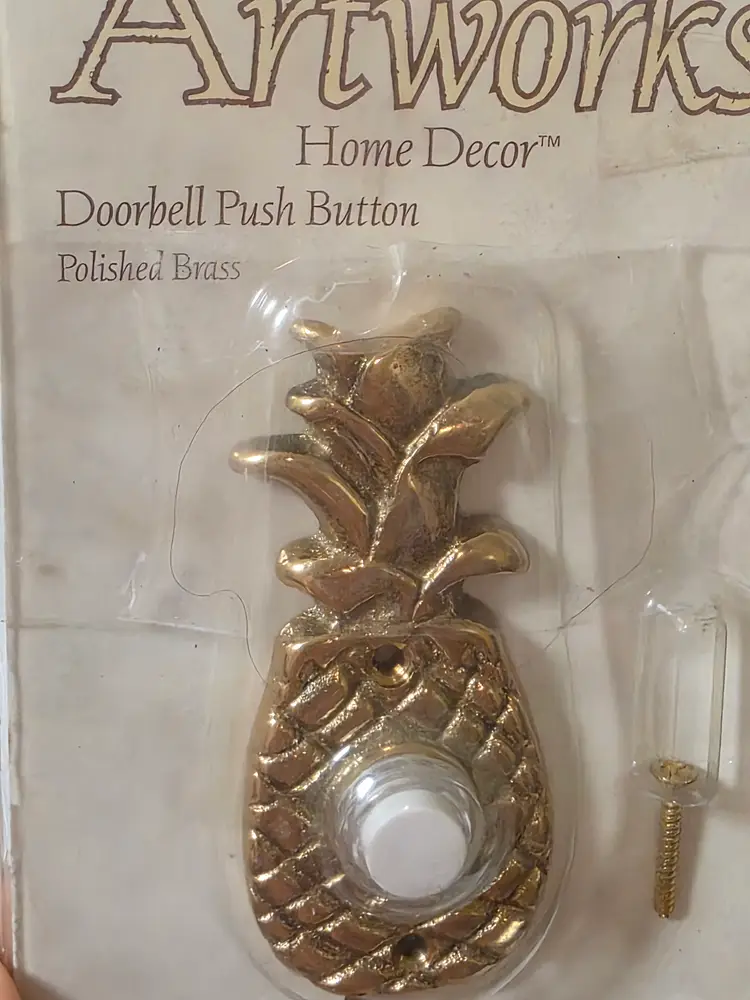 Artworks
Home Decor™
Doorbell Push Button
Polished Brass